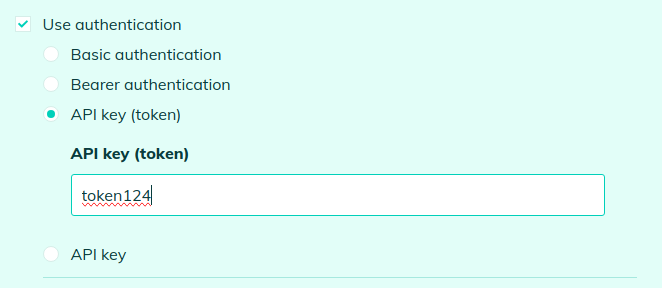 Use authentication
Basic authentication
Bearer authentication
API key (token)
API key (token)
token124
API key